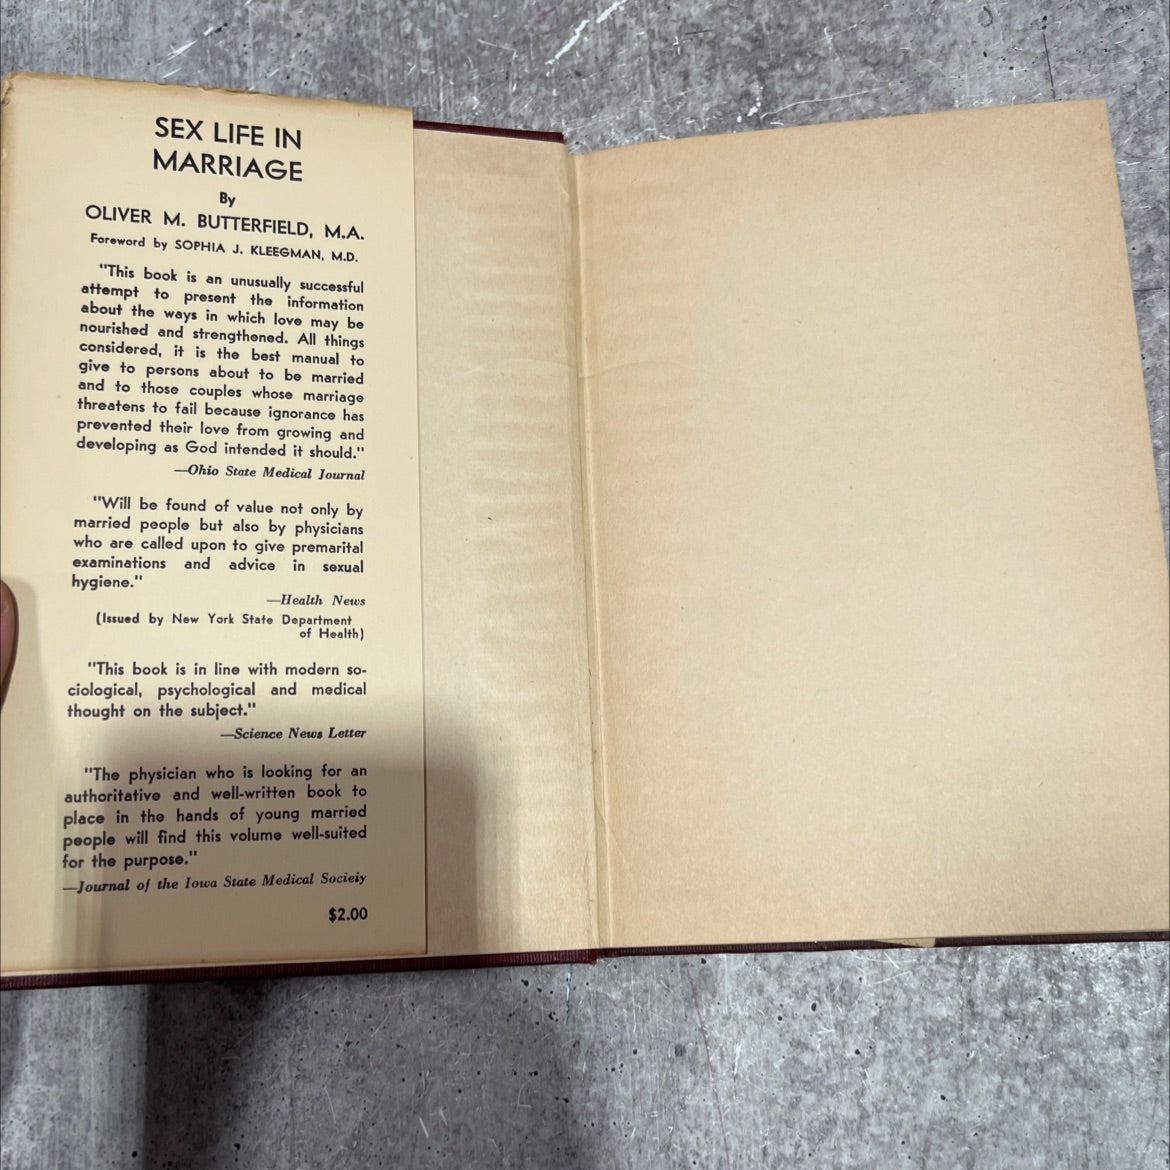 SEX LIFE IN
MARRIAGE
By
OLIVER M. BUTTERFIELD, M.A.
Foreword by SOPHIA J. KLEEGMAN, M.D.
"This book is an unusually successful
attempt to present the information
about the ways in which love may be
nourished and strengthened. All things
considered, it is the best manual to
give to persons about to be married
and to those couples whose marriage
threatens to fail because ignorance has
prevented their love from growing and
developing as God intended it should."
—Ohio State Medical Journal
"Will be found of value not only by
married people but also by physicians
who are called upon to give premarital
examinations and advice in sexual
hygiene."
—Health News
(Issued by New York State Department
of Health)
"This book is in line with modern so-
ciological, psychological and medical
thought on the subject."
—Science News Letter
"The physician who is looking for an
authoritative and well-written book to
place in the hands of young married
people will find this volume well-suited
for the purpose."
—Journal of the Iowa State Medical Society
$2.00